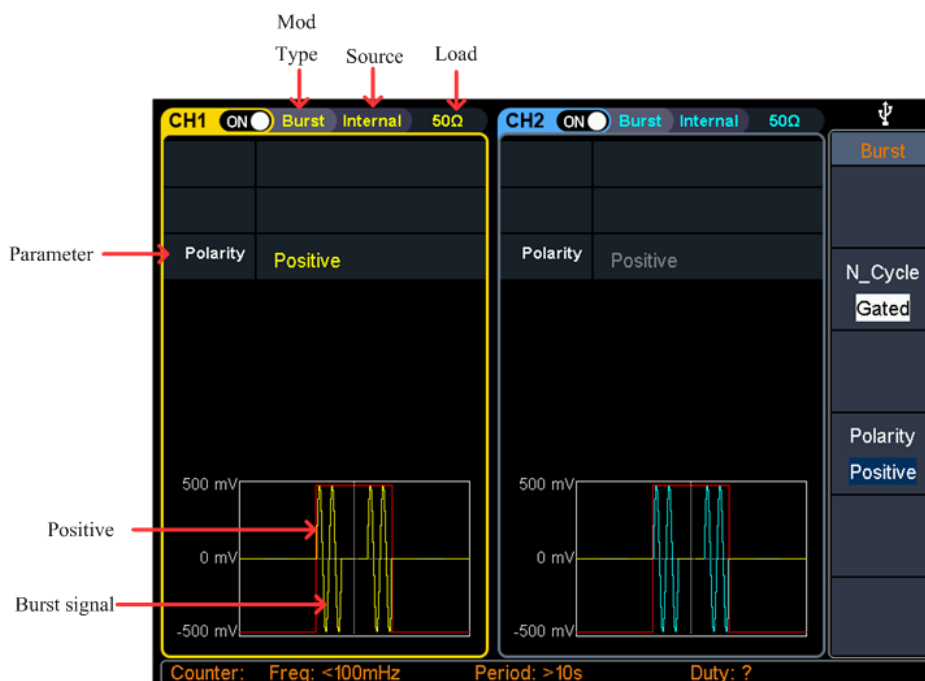 Mod
Type Source Load
CH1 ON Burst Internal 50Ω
CH2 ON Burst Internal 50Ω
Burst
Parameter
Polarity Positive
Polarity Positive
N_Cycle
Gated
Polarity
Positive
500 mV
0 mV
-500 mV
500 mV
0 mV
-500 mV
Positive
Burst signal
Counter: Freq: <100mHz Period: >10s Duty: ?